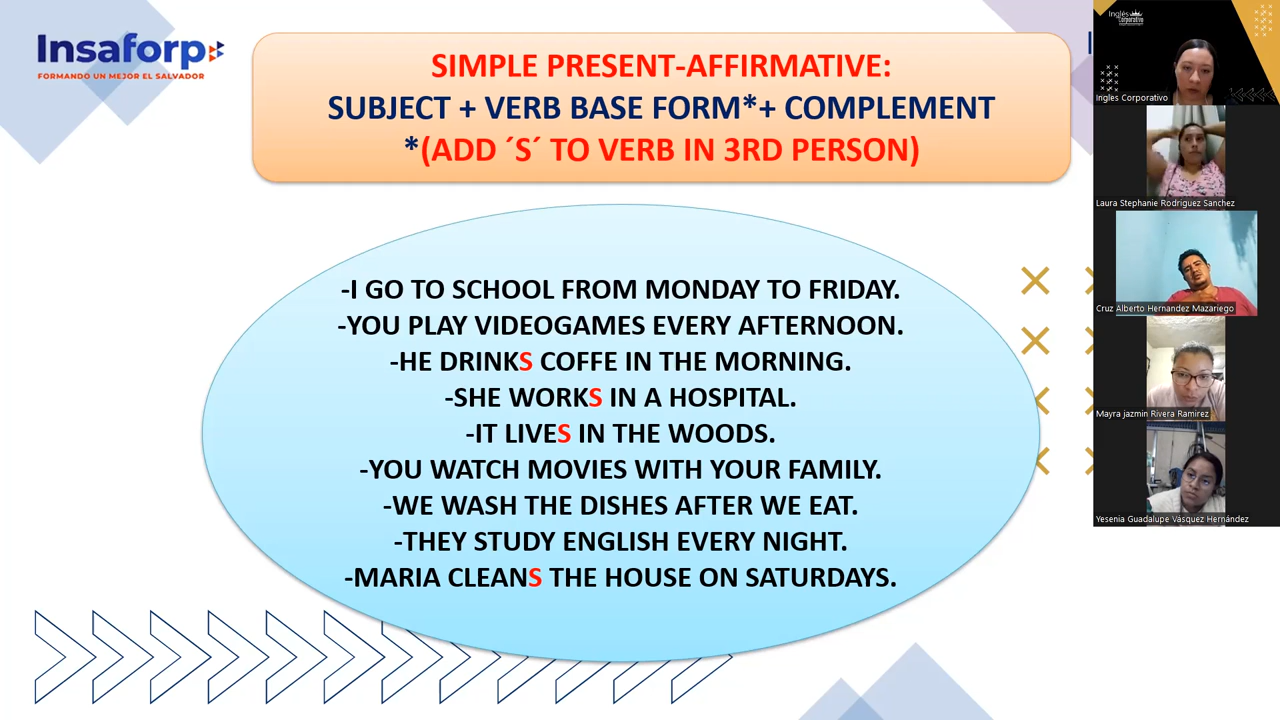 Insaforp
FORMANDO UN MEJOR EL SALVADOR
SIMPLE PRESENT-AFFIRMATIVE:
SUBJECT + VERB BASE FORM*+ COMPLEMENT
*(ADD ´S´ TO VERB IN 3RD PERSON)
-I GO TO SCHOOL FROM MONDAY TO FRIDAY.
-YOU PLAY VIDEOGAMES EVERY AFTERNOON.
-HE DRINKS COFFE IN THE MORNING.
-SHE WORKS IN A HOSPITAL.
-IT LIVES IN THE WOODS.
-YOU WATCH MOVIES WITH YOUR FAMILY.
-WE WASH THE DISHES AFTER WE EAT.
-THEY STUDY ENGLISH EVERY NIGHT.
-MARIA CLEANS THE HOUSE ON SATURDAYS.
Inglés
Corporativo
Ingles Corporativo
Laura Stephanie Rodriguez Sanchez
Cruz Alberto Hernandez Mazariego
Mayra jazmin Rivera Ramirez
Yesenia Guadalupe Vásquez Hernández